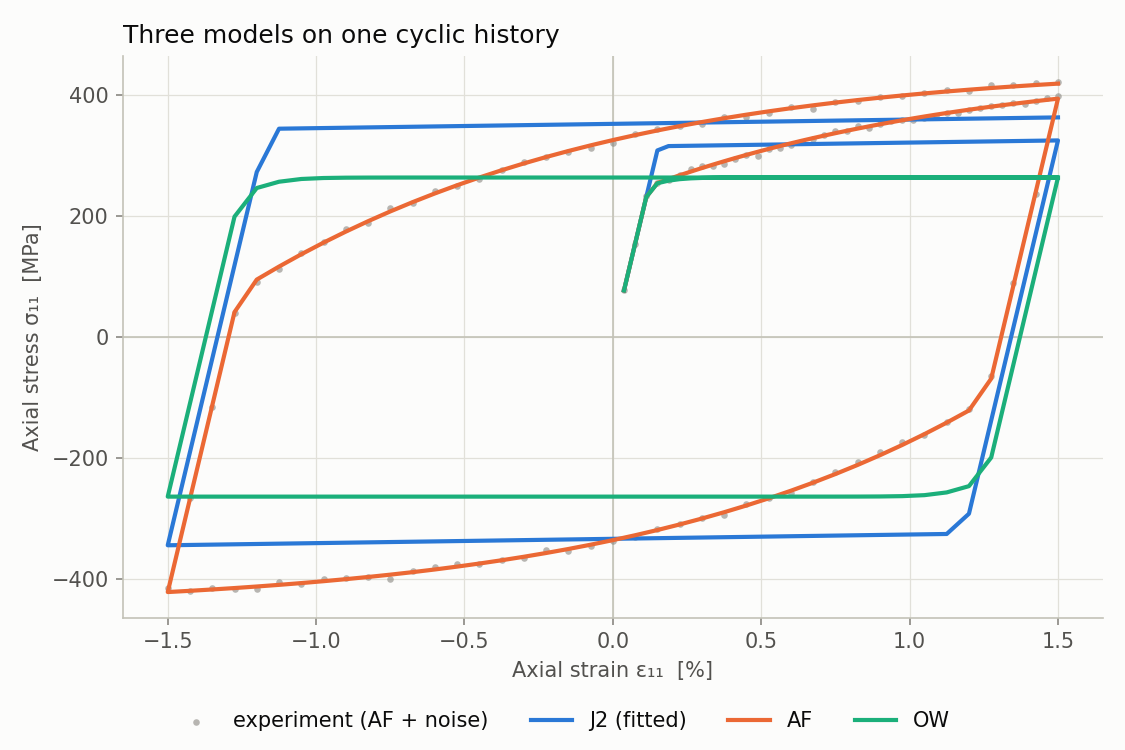 Three models on one cyclic history
Axial stress σ₁₁ [MPa]
400
200
0
−200
−400
−1.5 −1.0 −0.5 0.0 0.5 1.0 1.5
Axial strain ε₁₁ [%]
experiment (AF + noise) J2 (fitted) AF OW